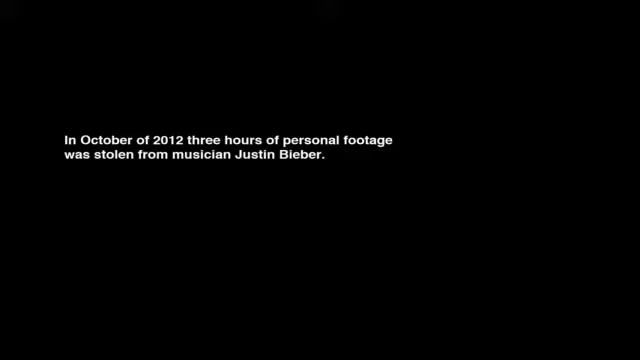 In October of 2012 three hours of personal footage
was stolen from musician Justin Bieber.